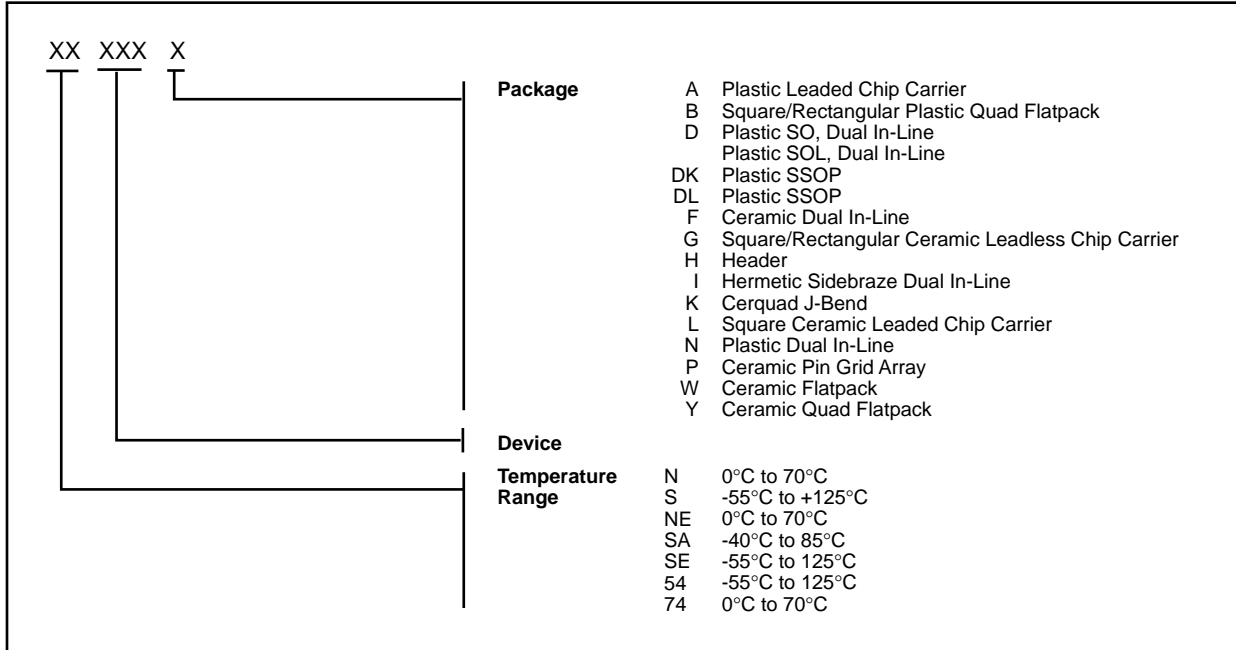 XX XXX X
Package A Plastic Leaded Chip Carrier
B Square/Rectangular Plastic Quad Flatpack
D Plastic SO, Dual In-Line
Plastic SOL, Dual In-Line
DK Plastic SSOP
DL Plastic SSOP
F Ceramic Dual In-Line
G Square/Rectangular Ceramic Leadless Chip Carrier
H Header
I Hermetic Sidebraze Dual In-Line
K Cerquad J-Bend
L Square Ceramic Leaded Chip Carrier
N Plastic Dual In-Line
P Ceramic Pin Grid Array
W Ceramic Flatpack
Y Ceramic Quad Flatpack
Device
Temperature N 0°C to 70°C
Range S -55°C to +125°C
NE 0°C to 70°C
SA -40°C to 85°C
SE -55°C to 125°C
54 -55°C to 125°C
74 0°C to 70°C